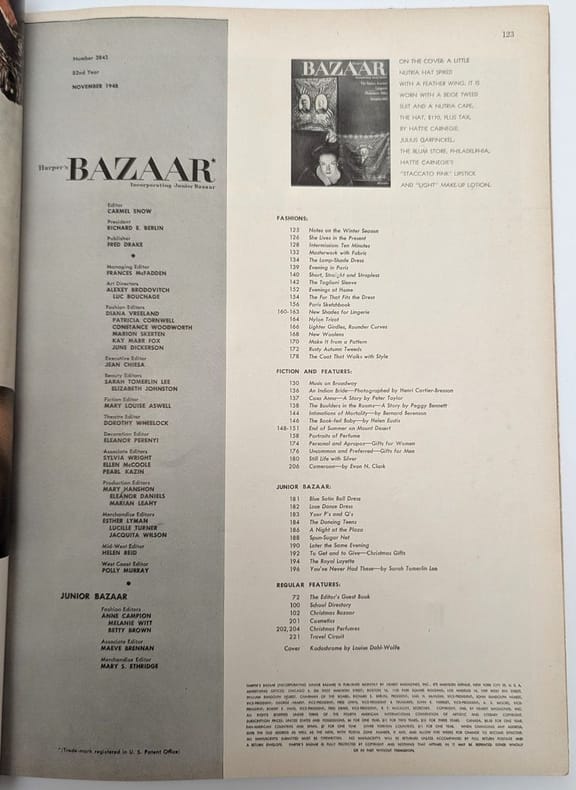 123
Number 2843
82nd Year
NOVEMBER 1948
Harper's BAZAAR*
Incorporating Junior Bazaar
Editor
CARMEL SNOW
President
RICHARD E. BERLIN
Publisher
FRED DRAKE
Managing Editor
FRANCES McFADDEN
Art Directors
ALEXEY BRODOVITCH
LUC BOUCHAGE
Fashion Editors
DIANA VREELAND
PATRICIA CORNWELL
CONSTANCE WOODWORTH
MARION SKERTEN
KAY MARR FOX
JUNE DICKERSON
Executive Editor
JEAN CHIESA
Beauty Editors
SARAH TOMERLIN LEE
ELIZABETH JOHNSTON
Fiction Editor
MARY LOUISE ASWELL
Theatre Editor
DOROTHY WHEELOCK
Decoration Editor
ELEANOR PERENYI
Associate Editors
SYLVIA WRIGHT
ELLEN McCOOLE
PEARL KAZIN
Production Editors
MARY HANSHON
ELEANOR DANIELS
MARIAN LEAHY
Merchandise Editors
ESTHER LYMAN
LUCILLE TURNER
JACQUITA WILSON
Mid-West Editor
HELEN REID
West Coast Editor
POLLY MURRAY
JUNIOR BAZAAR
Fashion Editors
ANNE CAMPION
MELANIE WITT
BETTY BROWN
Associate Editor
MAEVE BRENNAN
Merchandise Editor
MARY S. ETHRIDGE
*(Trade-mark registered in U. S. Patent Office)
BAZAAR
ON THE COVER: A LITTLE
NUTRIA HAT SPIKED
WITH A FEATHER WING. IT IS
WORN WITH A BEIGE TWEED
SUIT AND A NUTRIA CAPE.
THE HAT, $170, PLUS TAX,
BY HATTIE CARNEGIE.
JULIUS GARFINCKEL;
THE BLUM STORE, PHILADELPHIA.
HATTIE CARNEGIE'S
"STACCATO PINK" LIPSTICK
AND "LIGHT" MAKE-UP LOTION.
FASHIONS:
125 Notes on the Winter Season
126 She Lives in the Present
128 Intermission: Ten Minutes
132 Masterwork with Fabric
134 The Lamp-Shade Dress
139 Evening in Paris
140 Short, Straight and Strapless
142 The Taglioni Sleeve
152 Evenings at Home
154 The Fur That Fits the Dress
156 Paris Sketchbook
160-163 New Shades for Lingerie
164 Nylon Tricot
166 Lighter Girdles, Rounder Curves
168 New Woolens
170 Make It from a Pattern
172 Rusty Autumn Tweeds
178 The Coat That Walks with Style
FICTION AND FEATURES:
130 Music on Broadway
136 An Indian Bride—Photographed by Henri Cartier-Bresson
137 Cass Anna—A Story by Peter Taylor
138 The Boulders in the Rooms—A Story by Peggy Bennett
144 Intimations of Mortality—by Bernard Berenson
146 The Book-fed Baby—by Helen Eustis
148-151 End of Summer on Mount Desert
158 Portraits of Perfume
174 Personal and Apropos—Gifts for Women
176 Uncommon and Preferred—Gifts for Men
180 Still Life with Silver
206 Cameroon—by Evon N. Clark
JUNIOR BAZAAR:
181 Blue Satin Ball Dress
182 Lace Dance Dress
183 Your P's and Q's
184 The Dancing Teens
186 A Night at the Plaza
188 Spun-Sugar Net
190 Later the Same Evening
192 To Get and to Give—Christmas Gifts
194 The Royal Layette
196 You've Never Had These—by Sarah Tomerlin Lee
REGULAR FEATURES:
72 The Editor's Guest Book
100 School Directory
102 Christmas Bazaar
201 Cosmetics
202,204 Christmas Perfumes
221 Travel Circuit
Cover Kodachrome by Louise Dahl-Wolfe